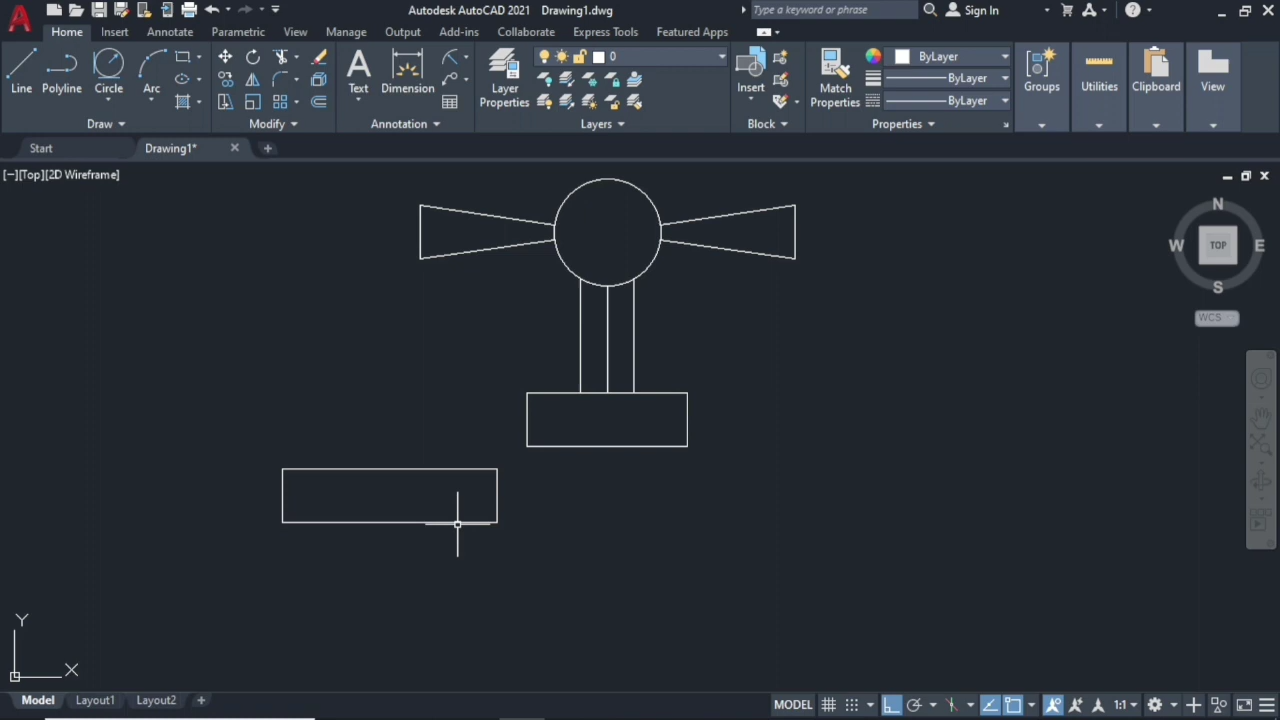 Autodesk AutoCAD 2021 Drawing1.dwg
Type a keyword or phrase
Sign In
Home Insert Annotate Parametric View Manage Output Add-ins Collaborate Express Tools Featured Apps
0
ByLayer
Line Polyline Circle Arc
Text Dimension
Layer
Properties
Insert
Match
Properties
ByLayer
ByLayer
Groups Utilities Clipboard View
Draw Modify Annotation Layers Block Properties
Start Drawing1*
[−][Top][2D Wireframe]
N
W TOP E
S
WCS
Y
X
Model Layout1 Layout2
MODEL 1:1